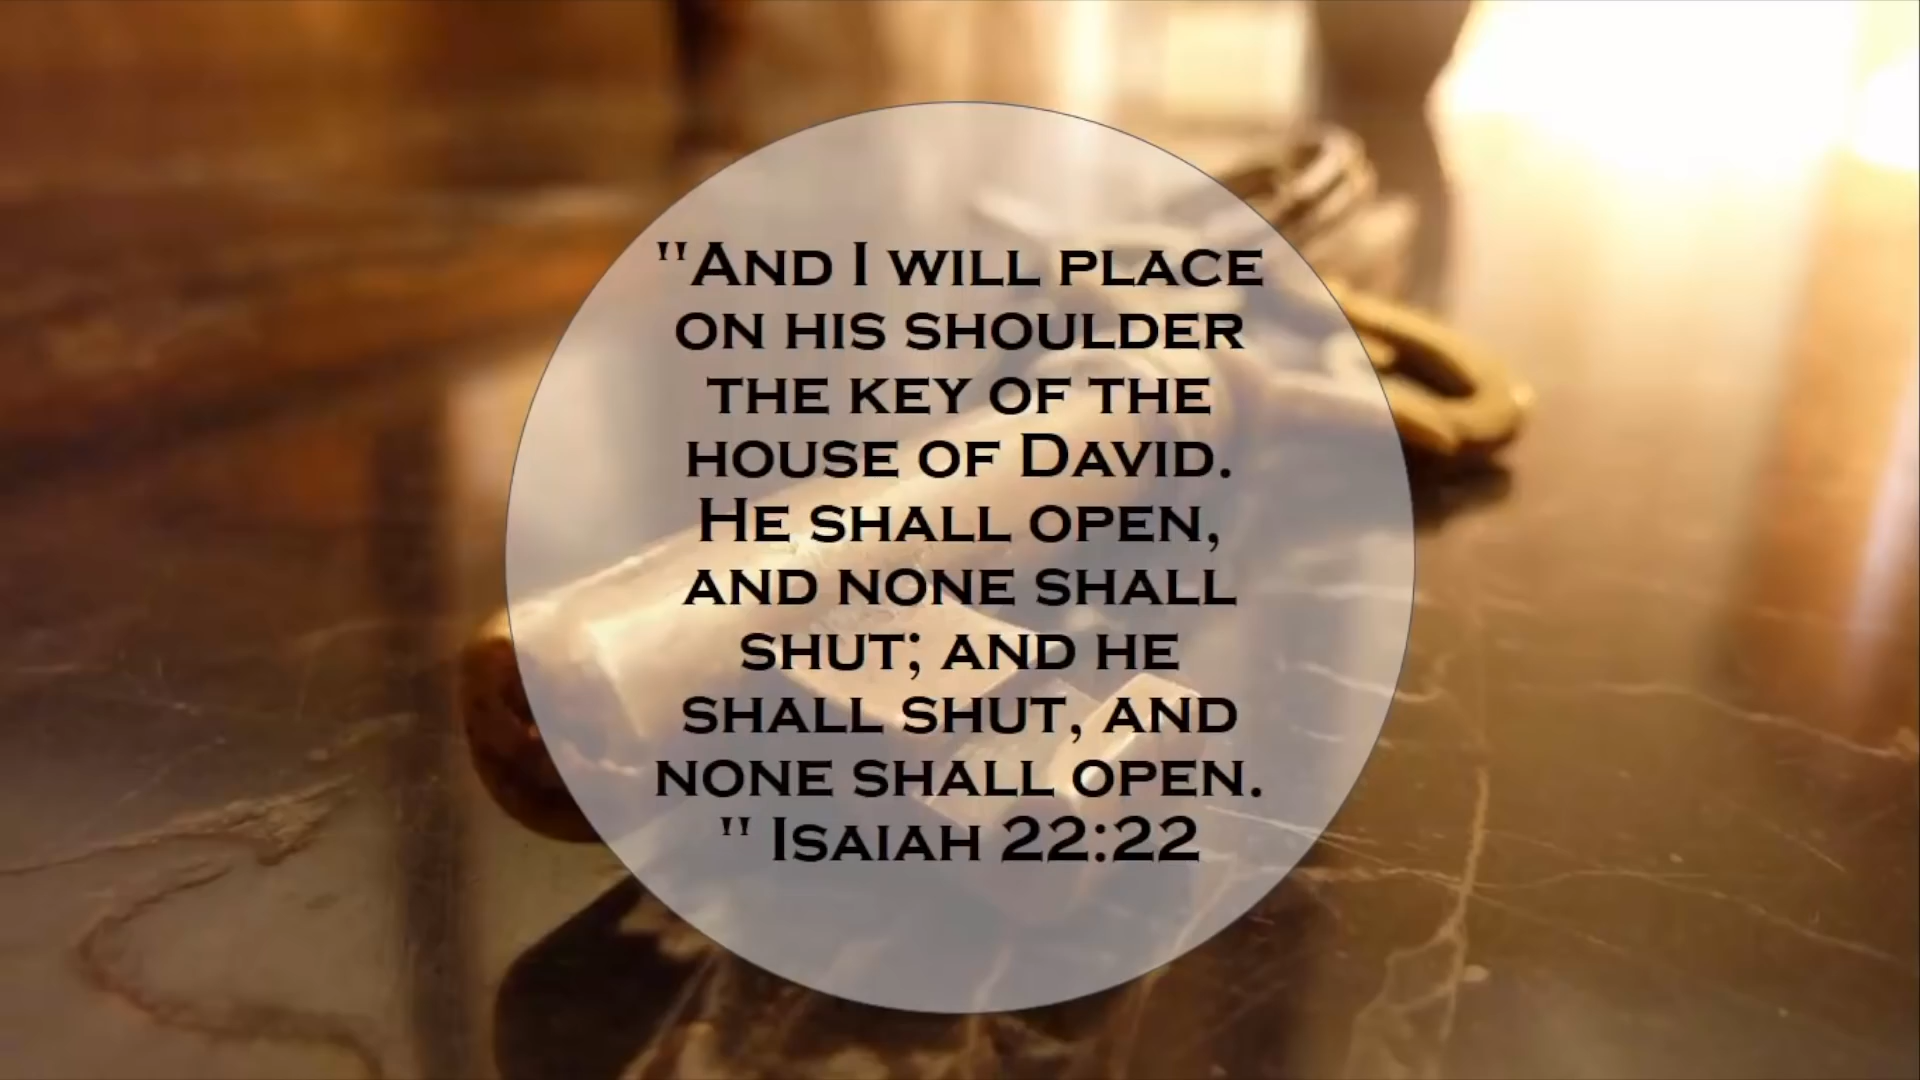 "And I will place
on his shoulder
the key of the
house of David.
He shall open,
and none shall
shut; and he
shall shut, and
none shall open.
" Isaiah 22:22